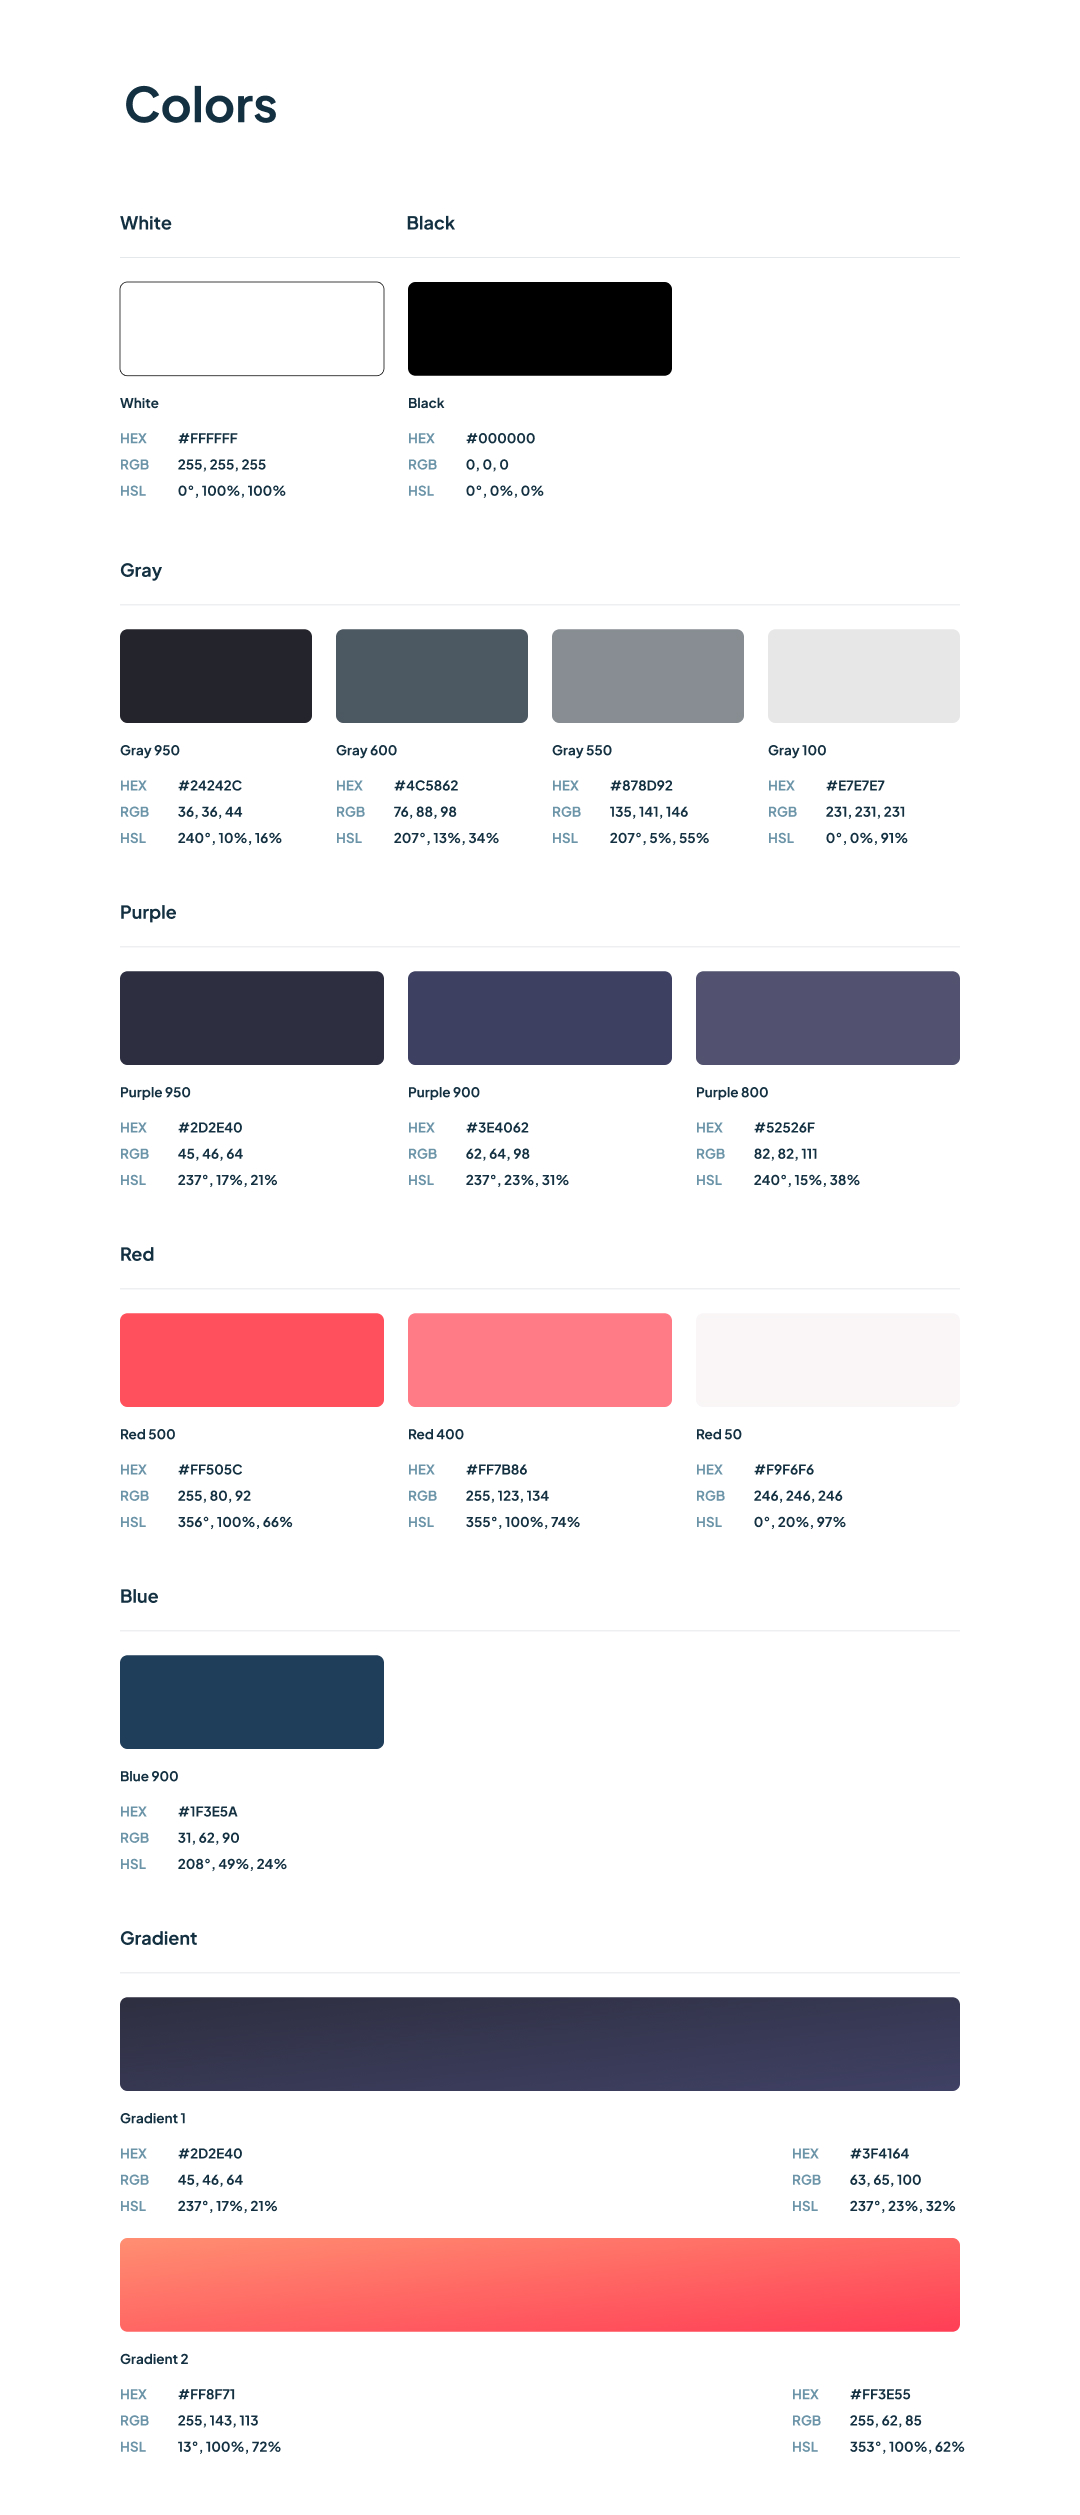 Colors
White Black
White Black
HEX #FFFFFF HEX #000000
RGB 255, 255, 255 RGB 0, 0, 0
HSL 0°, 100%, 100% HSL 0°, 0%, 0%
Gray
Gray 950 Gray 600 Gray 550 Gray 100
HEX #24242C HEX #4C5862 HEX #878D92 HEX #E7E7E7
RGB 36, 36, 44 RGB 76, 88, 98 RGB 135, 141, 146 RGB 231, 231, 231
HSL 240°, 10%, 16% HSL 207°, 13%, 34% HSL 207°, 5%, 55% HSL 0°, 0%, 91%
Purple
Purple 950 Purple 900 Purple 800
HEX #2D2E40 HEX #3E4062 HEX #52526F
RGB 45, 46, 64 RGB 62, 64, 98 RGB 82, 82, 111
HSL 237°, 17%, 21% HSL 237°, 23%, 31% HSL 240°, 15%, 38%
Red
Red 500 Red 400 Red 50
HEX #FF505C HEX #FF7B86 HEX #F9F6F6
RGB 255, 80, 92 RGB 255, 123, 134 RGB 246, 246, 246
HSL 356°, 100%, 66% HSL 355°, 100%, 74% HSL 0°, 20%, 97%
Blue
Blue 900
HEX #1F3E5A
RGB 31, 62, 90
HSL 208°, 49%, 24%
Gradient
Gradient 1
HEX #2D2E40 HEX #3F4164
RGB 45, 46, 64 RGB 63, 65, 100
HSL 237°, 17%, 21% HSL 237°, 23%, 32%
Gradient 2
HEX #FF8F71 HEX #FF3E55
RGB 255, 143, 113 RGB 255, 62, 85
HSL 13°, 100%, 72% HSL 353°, 100%, 62%